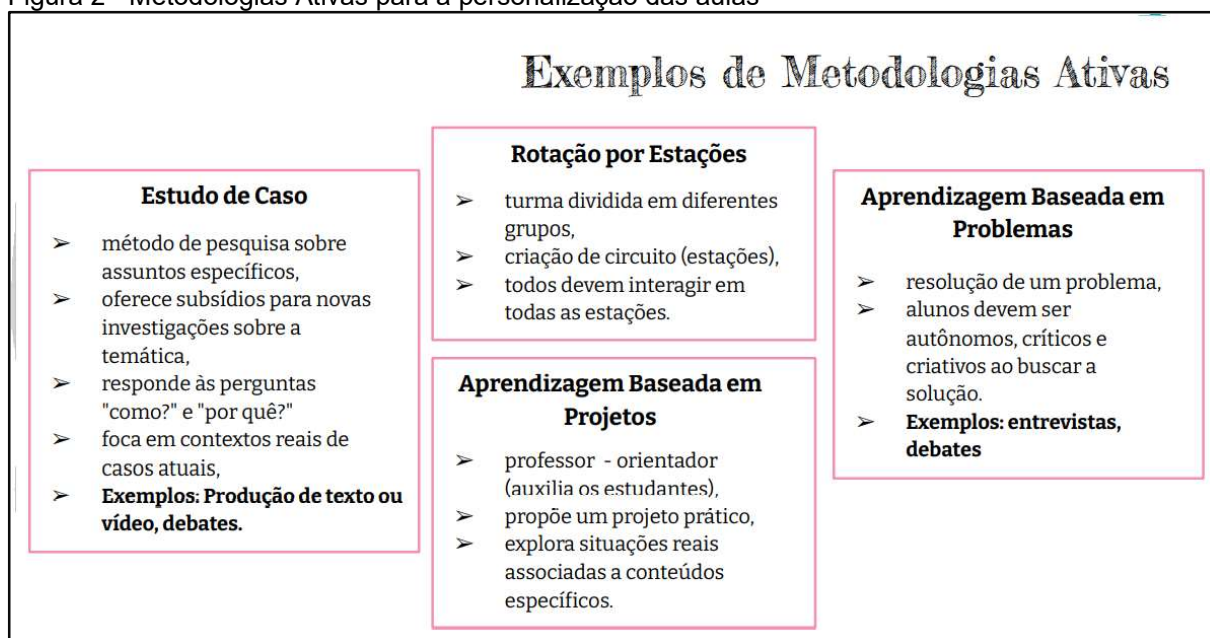 Figura 2 - Metodologias Ativas para a personalização das aulas
Exemplos de Metodologias Ativas
Estudo de Caso
➢ método de pesquisa sobre
assuntos específicos,
➢ oferece subsídios para novas
investigações sobre a
temática,
➢ responde às perguntas
"como?" e "por quê?"
➢ foca em contextos reais de
casos atuais,
➢ Exemplos: Produção de texto ou
vídeo, debates.
Rotação por Estações
➢ turma dividida em diferentes
grupos,
➢ criação de circuito (estações),
➢ todos devem interagir em
todas as estações.
Aprendizagem Baseada em
Projetos
➢ professor - orientador
(auxilia os estudantes),
➢ propõe um projeto prático,
➢ explora situações reais
associadas a conteúdos
específicos.
Aprendizagem Baseada em
Problemas
➢ resolução de um problema,
➢ alunos devem ser
autônomos, críticos e
criativos ao buscar a
solução.
➢ Exemplos: entrevistas,
debates